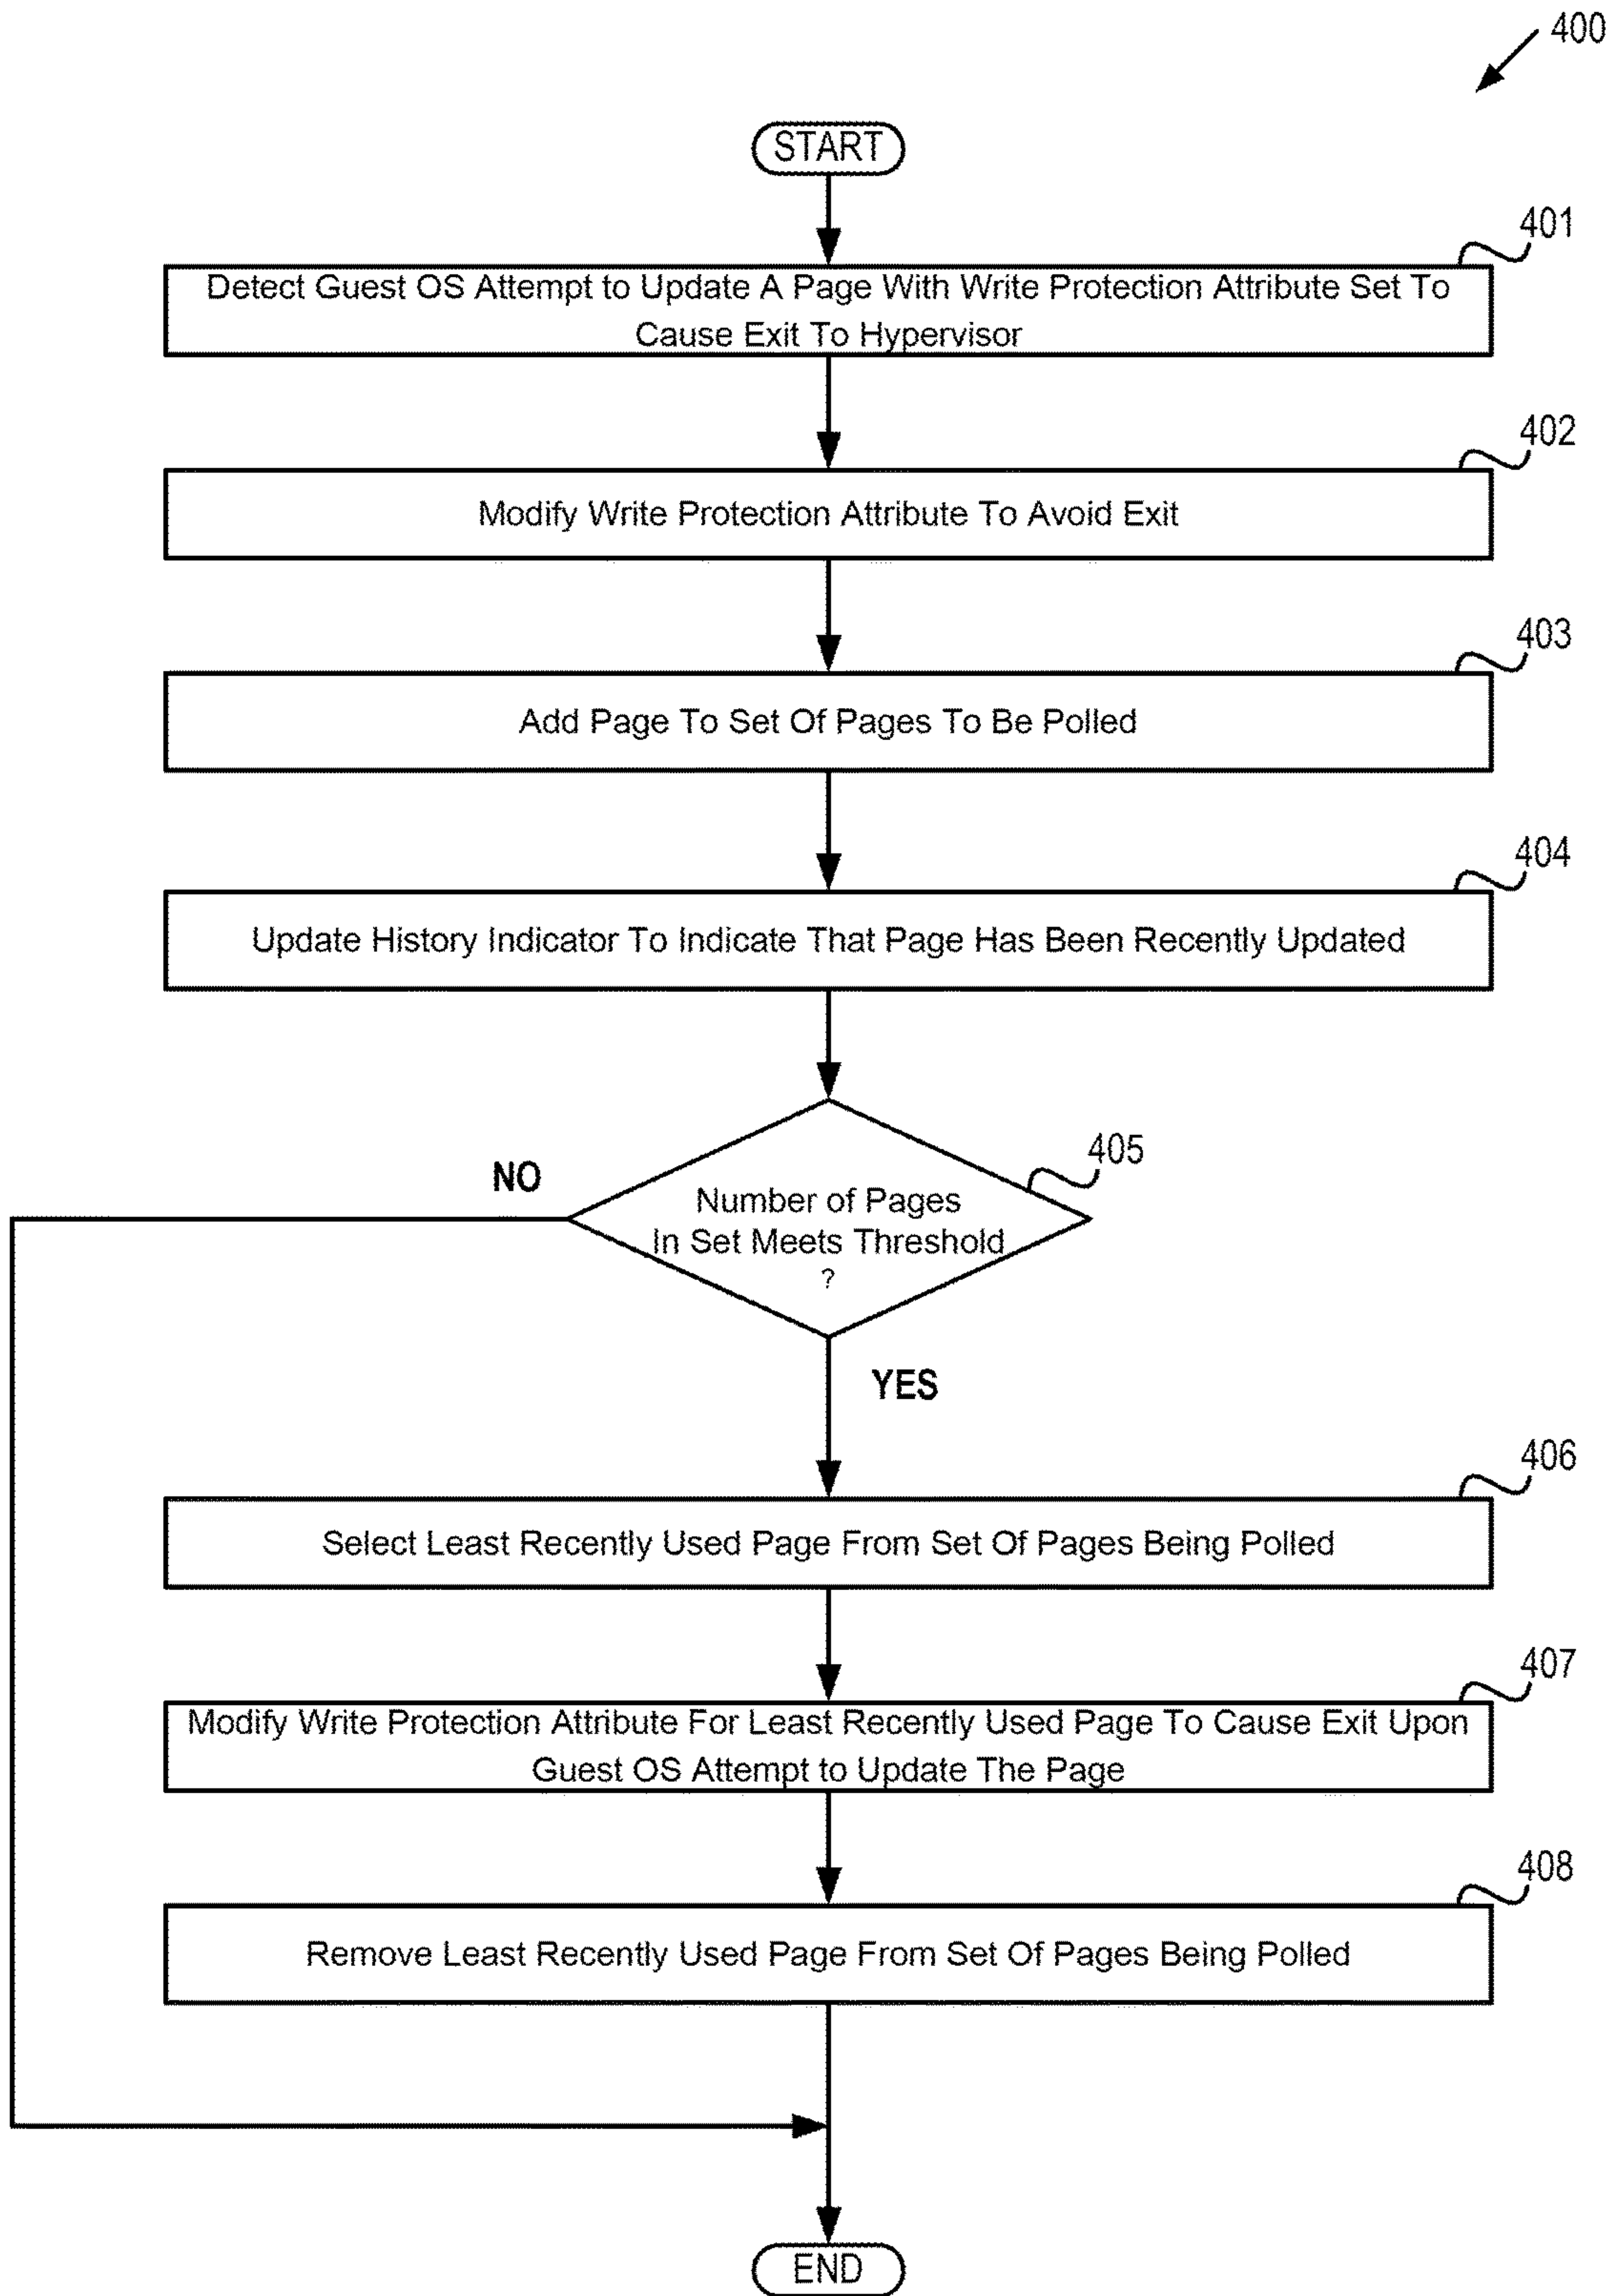 400
START
401
Detect Guest OS Attempt to Update A Page With Write Protection Attribute Set To
Cause Exit To Hypervisor
402
Modify Write Protection Attribute To Avoid Exit
403
Add Page To Set Of Pages To Be Polled
404
Update History Indicator To Indicate That Page Has Been Recently Updated
405
NO
Number of Pages
In Set Meets Threshold
?
YES
406
Select Least Recently Used Page From Set Of Pages Being Polled
407
Modify Write Protection Attribute For Least Recently Used Page To Cause Exit Upon
Guest OS Attempt to Update The Page
408
Remove Least Recently Used Page From Set Of Pages Being Polled
END